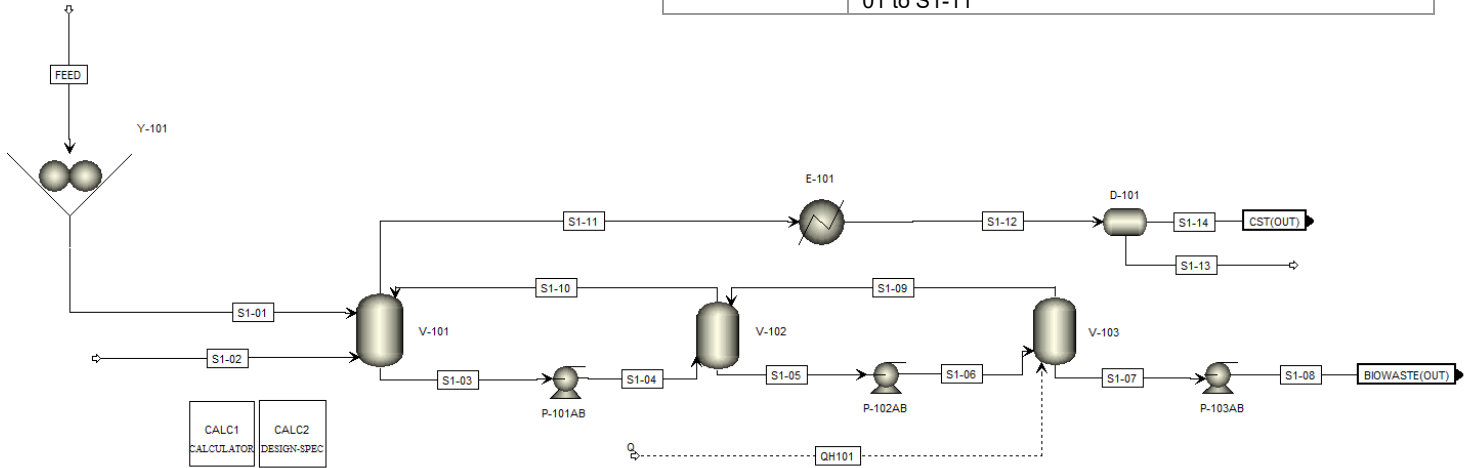 01 to S1-11
FEED
Y-101
E-101
D-101
S1-11
S1-12
S1-14
CST(OUT)
S1-13
S1-10
S1-09
S1-01
V-101
V-102
V-103
S1-02
S1-03
S1-04
S1-05
S1-06
S1-07
S1-08
BIOWASTE(OUT)
P-101AB
P-102AB
P-103AB
CALC1
CALCULATOR
CALC2
DESIGN-SPEC
Q
QH101